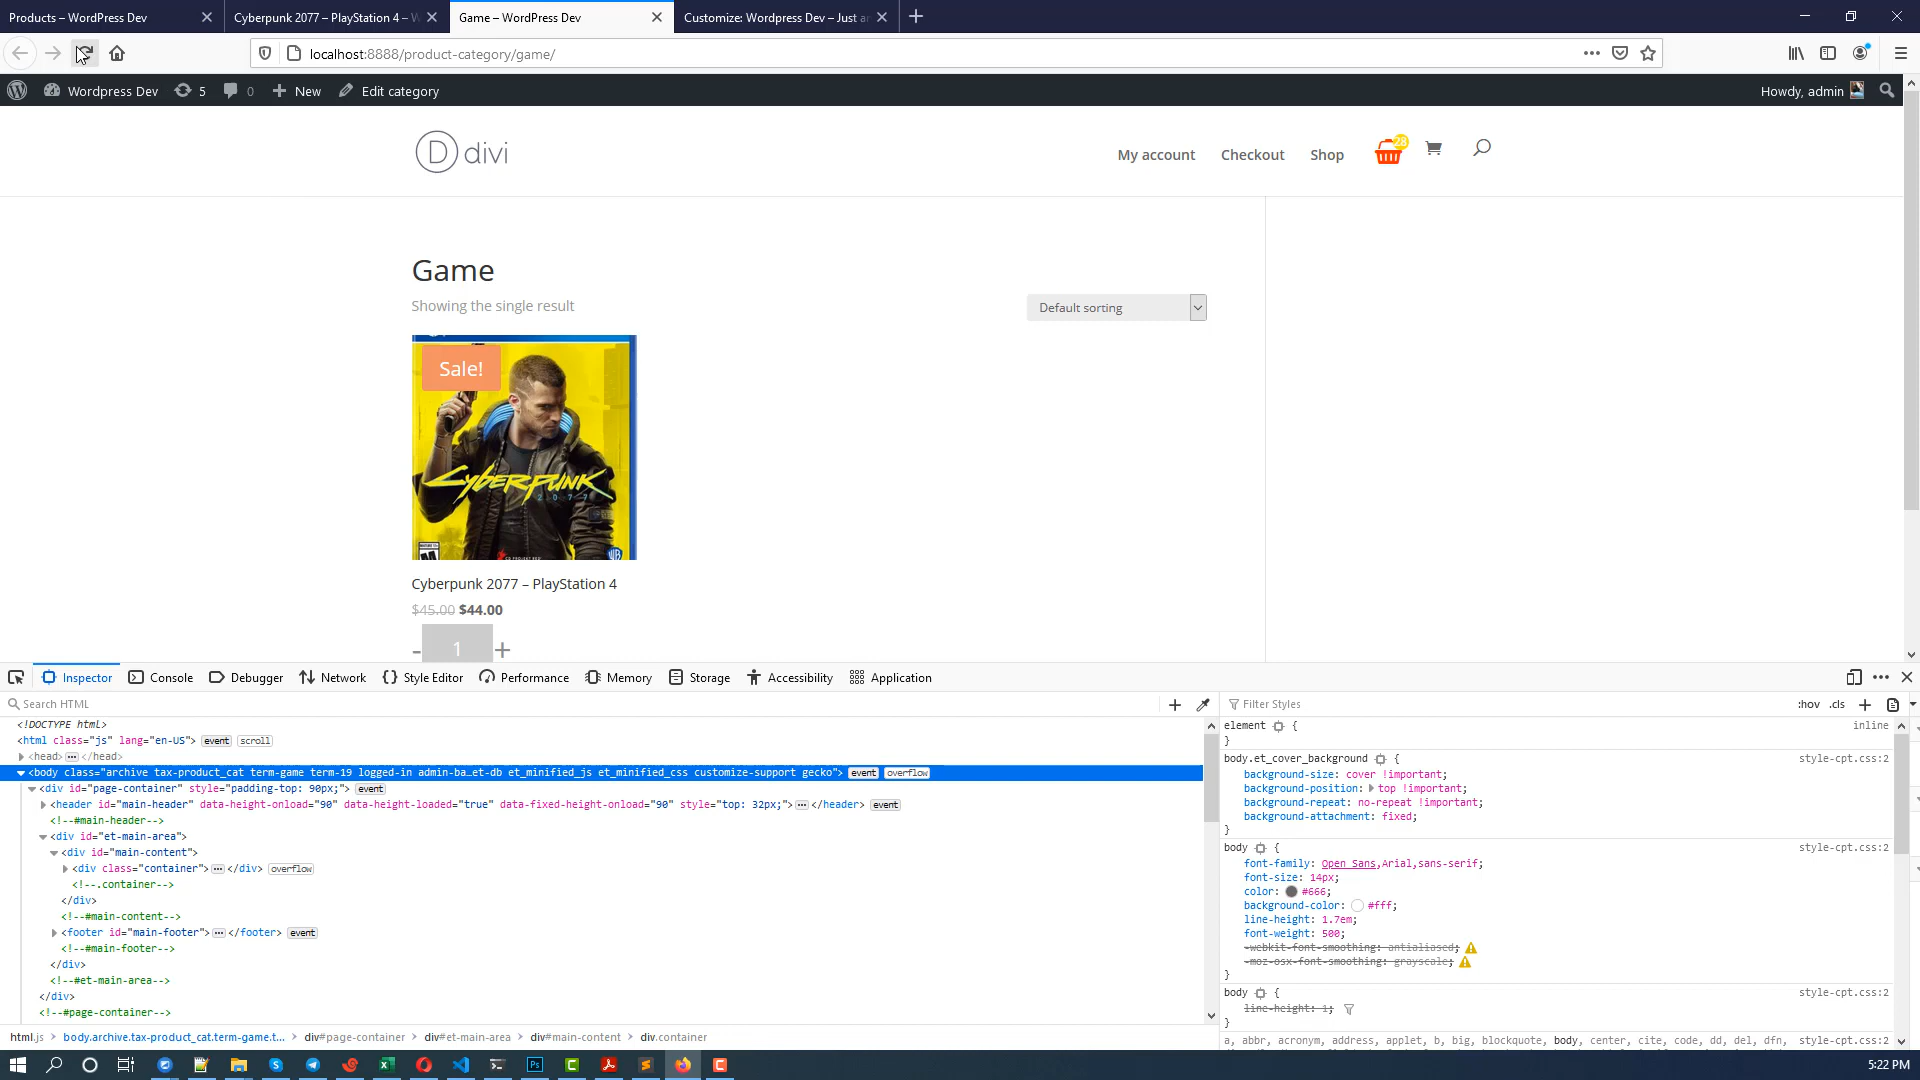 Products – WordPress Dev
Cyberpunk 2077 – PlayStation 4 – W
Game – WordPress Dev
Customize: Wordpress Dev – Just an
localhost:8888/product-category/game/
Wordpress Dev
5
0
New
Edit category
Howdy, admin
D divi
My account
Checkout
Shop
28
Game
Showing the single result
Default sorting
Sale!
CYBERPUNK
2077
Cyberpunk 2077 – PlayStation 4
$45.00 $44.00
- 1 +
Inspector
Console
Debugger
Network
Style Editor
Performance
Memory
Storage
Accessibility
Application
Search HTML
<!DOCTYPE html>
<html class="js" lang="en-US"> event scroll
<head> ••• </head>
<body class="archive tax-product_cat term-game term-19 logged-in admin-ba…et-db et_minified_js et_minified_css customize-support gecko"> event overflow
<div id="page-container" style="padding-top: 90px;"> event
<header id="main-header" data-height-onload="90" data-height-loaded="true" data-fixed-height-onload="90" style="top: 32px;"> ••• </header> event
<!--#main-header-->
<div id="et-main-area">
<div id="main-content">
<div class="container"> ••• </div> overflow
<!--.container-->
</div>
<!--#main-content-->
<footer id="main-footer"> ••• </footer> event
<!--#main-footer-->
</div>
<!--#et-main-area-->
</div>
<!--#page-container-->
html.js
body.archive.tax-product_cat.term-game.t...
div#page-container
div#et-main-area
div#main-content
div.container
Filter Styles
:hov .cls
element { inline
}
body.et_cover_background { style-cpt.css:2
background-size: cover !important;
background-position: top !important;
background-repeat: no-repeat !important;
background-attachment: fixed;
}
body { style-cpt.css:2
font-family: Open Sans,Arial,sans-serif;
font-size: 14px;
color: #666;
background-color: #fff;
line-height: 1.7em;
font-weight: 500;
-webkit-font-smoothing: antialiased;
-moz-osx-font-smoothing: grayscale;
}
body { style-cpt.css:2
line-height: 1;
}
a, abbr, acronym, address, applet, b, big, blockquote, body, center, cite, code, dd, del, dfn, style-cpt.css:2
5:22 PM